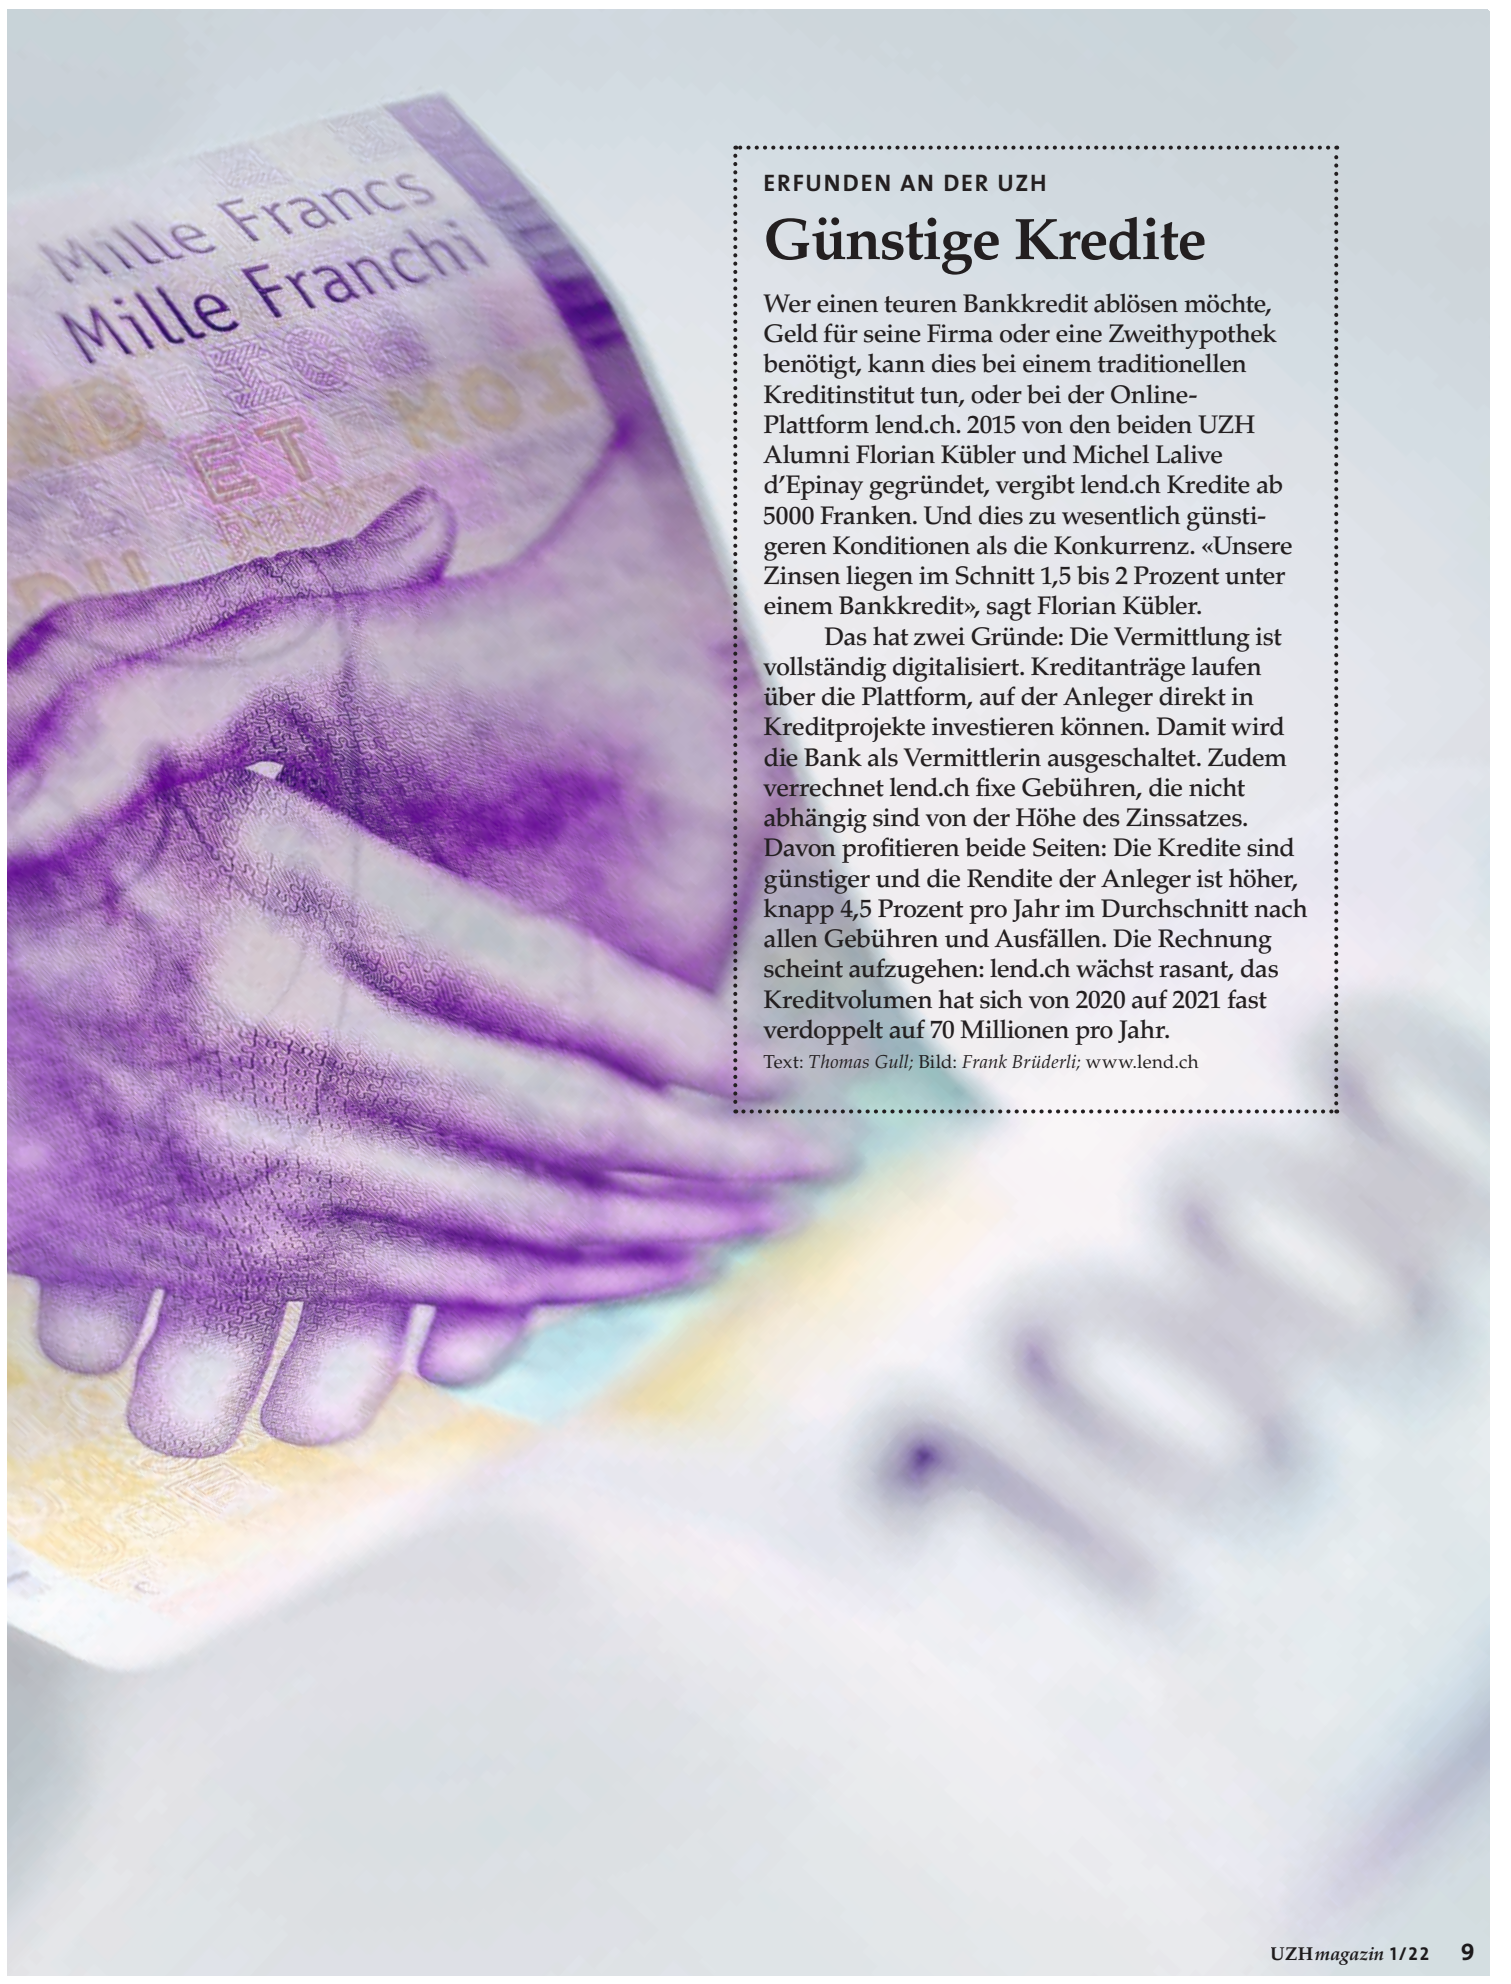 Mille Francs
Mille Franchi
ET MOI
ERFUNDEN AN DER UZH
Günstige Kredite
Wer einen teuren Bankkredit ablösen möchte,
Geld für seine Firma oder eine Zweithypothek
benötigt, kann dies bei einem traditionellen
Kreditinstitut tun, oder bei der Online-
Plattform lend.ch. 2015 von den beiden UZH
Alumni Florian Kübler und Michel Lalive
d’Epinay gegründet, vergibt lend.ch Kredite ab
5000 Franken. Und dies zu wesentlich günsti-
geren Konditionen als die Konkurrenz. «Unsere
Zinsen liegen im Schnitt 1,5 bis 2 Prozent unter
einem Bankkredit», sagt Florian Kübler.
Das hat zwei Gründe: Die Vermittlung ist
vollständig digitalisiert. Kreditanträge laufen
über die Plattform, auf der Anleger direkt in
Kreditprojekte investieren können. Damit wird
die Bank als Vermittlerin ausgeschaltet. Zudem
verrechnet lend.ch fixe Gebühren, die nicht
abhängig sind von der Höhe des Zinssatzes.
Davon profitieren beide Seiten: Die Kredite sind
günstiger und die Rendite der Anleger ist höher,
knapp 4,5 Prozent pro Jahr im Durchschnitt nach
allen Gebühren und Ausfällen. Die Rechnung
scheint aufzugehen: lend.ch wächst rasant, das
Kreditvolumen hat sich von 2020 auf 2021 fast
verdoppelt auf 70 Millionen pro Jahr.
Text: Thomas Gull; Bild: Frank Brüderli; www.lend.ch
1000
UZHmagazin 1/22 9